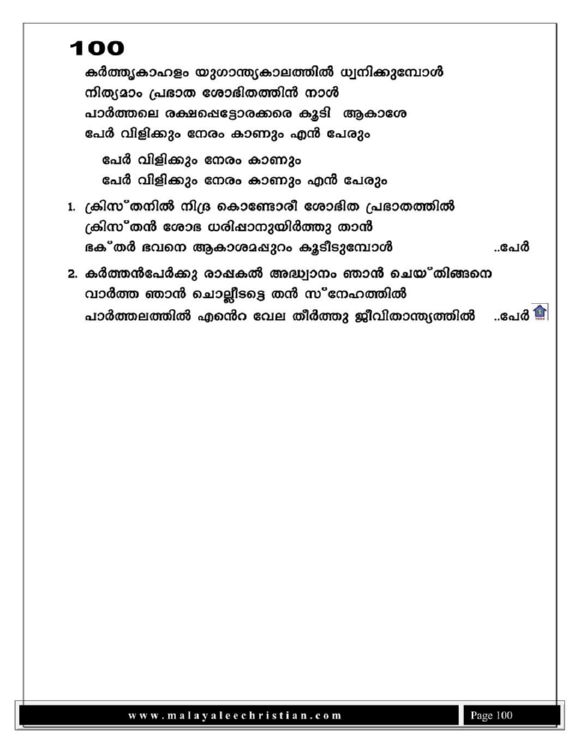 100
കർത്തൃകാഹളം യുഗാന്ത്യകാലത്തിൽ ധ്വനിക്കുമ്പോൾ
നിത്യമാം പ്രഭാത ശോഭിതത്തിൻ നാൾ
പാർത്തലെ രക്ഷപ്പെട്ടോരക്കരെ കൂടി ആകാശേ
പേർ വിളിക്കും നേരം കാണും എൻ പേരും
പേർ വിളിക്കും നേരം കാണും
പേർ വിളിക്കും നേരം കാണും എൻ പേരും
1. ക്രിസ്തനിൽ നിദ്ര കൊണ്ടോരീ ശോഭിത പ്രഭാതത്തിൽ
ക്രിസ്തൻ ശോഭ ധരിപ്പാനുയിർത്തു താൻ
ഭക്തർ ഭവനെ ആകാശമപ്പുറം കൂടീടുമ്പോൾ ..പേർ
2. കർത്തൻപേർക്കു രാപ്പകൽ അദ്ധ്വാനം ഞാൻ ചെയ്തിങ്ങനെ
വാർത്ത ഞാൻ ചൊല്ലീടട്ടെ തൻ സ്നേഹത്തിൽ
പാർത്തലത്തിൽ എന്റെ വേല തീർത്തു ജീവിതാന്ത്യത്തിൽ ..പേർ
www.malayaleechristian.com
Page 100